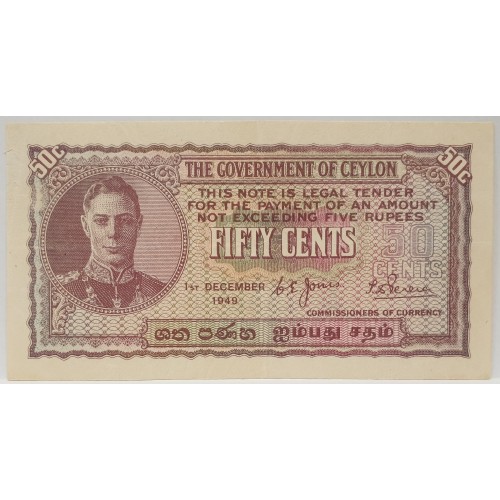 50C 50C
THE GOVERNMENT OF CEYLON
THIS NOTE IS LEGAL TENDER
FOR THE PAYMENT OF AN AMOUNT
NOT EXCEEDING FIVE RUPEES
FIFTY CENTS 50
CENTS
1ST DECEMBER
1949
COMMISSIONERS OF CURRENCY
ශත පණහ ஐம்பது சதம்